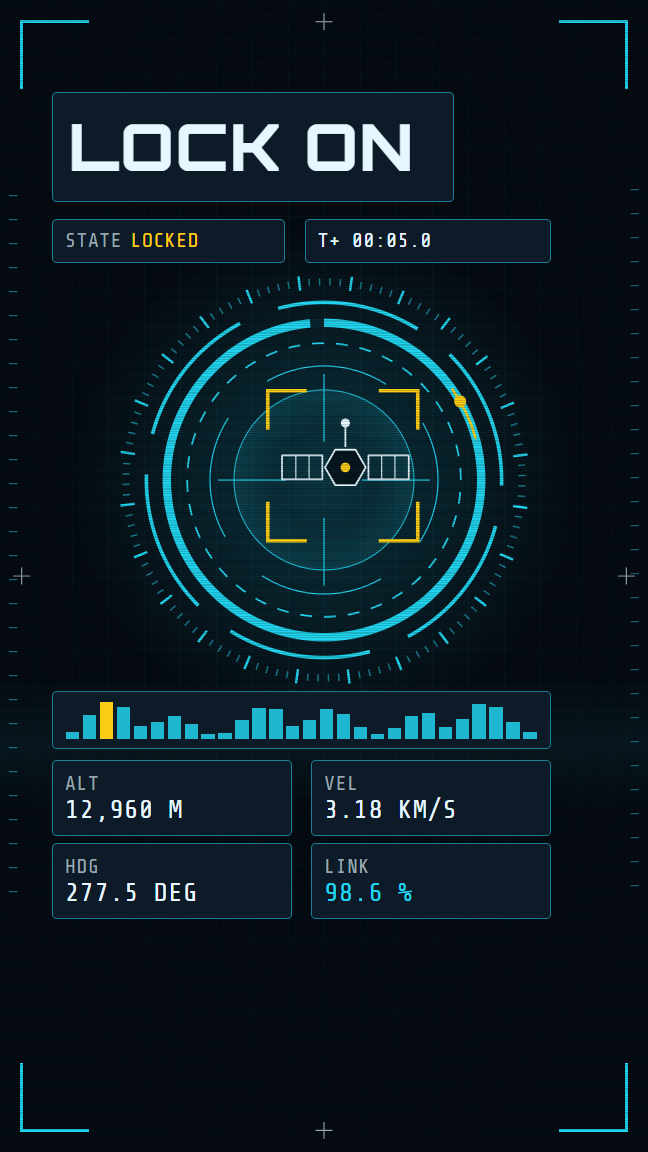 LOCK ON
STATE LOCKED
T+ 00:05.0
ALT
12,960 M
VEL
3.18 KM/S
HDG
277.5 DEG
LINK
98.6 %